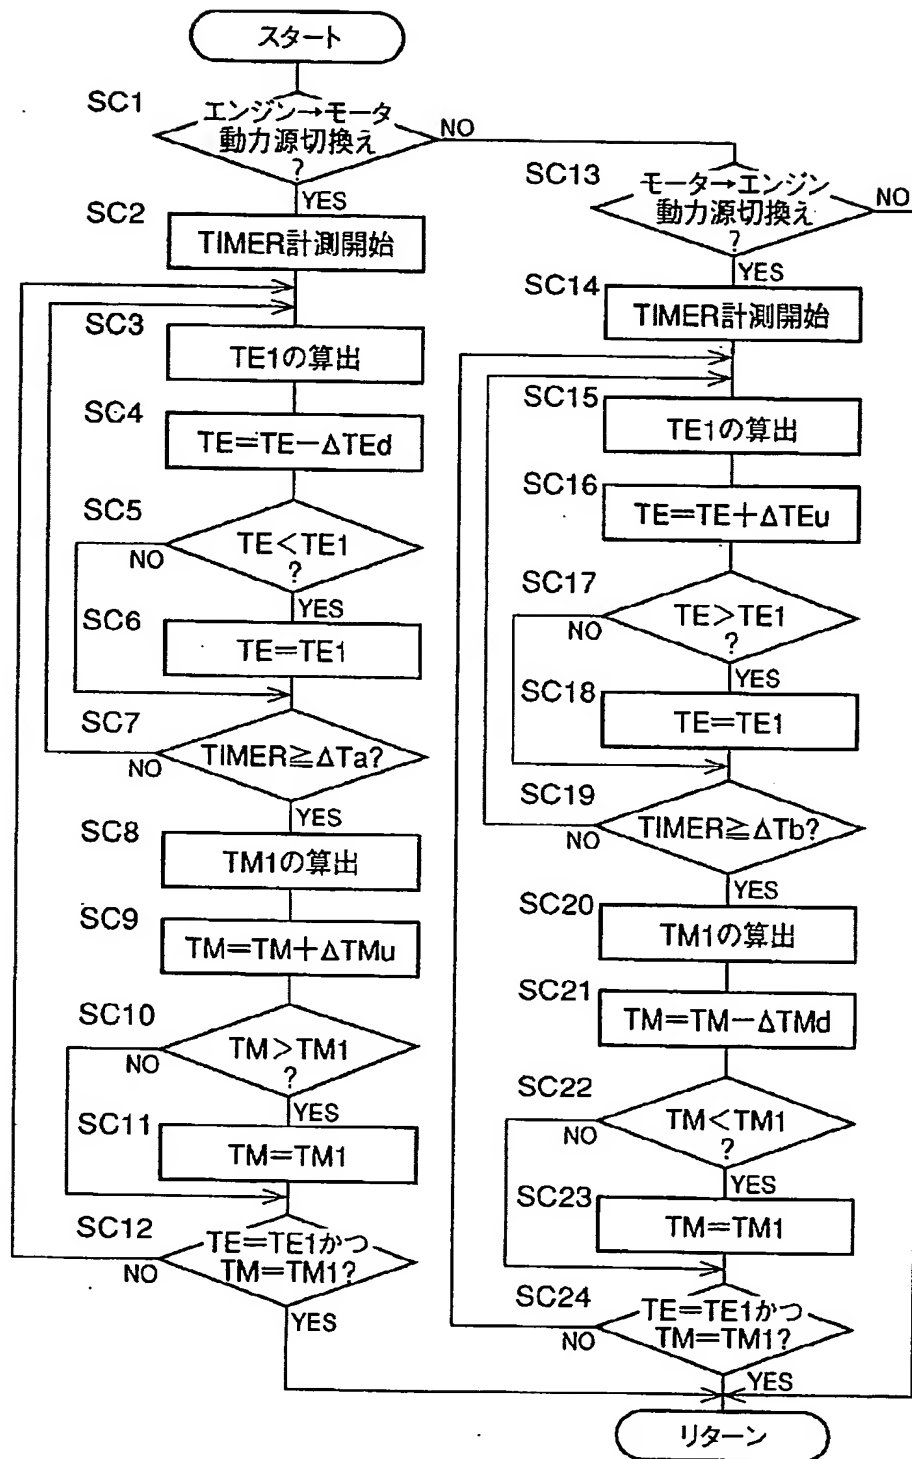 スタート
SC1
エンジン→モータ
動力源切換え
?
NO
YES
SC2
TIMER計測開始
SC3
TE1の算出
SC4
TE=TE−ΔTEd
SC5
TE<TE1
?
NO
YES
SC6
TE=TE1
SC7
TIMER≧ΔTa?
NO
YES
SC8
TM1の算出
SC9
TM=TM+ΔTMu
SC10
TM>TM1
?
NO
YES
SC11
TM=TM1
SC12
TE=TE1かつ
TM=TM1?
NO
YES
SC13
モータ→エンジン
動力源切換え
?
NO
YES
SC14
TIMER計測開始
SC15
TE1の算出
SC16
TE=TE+ΔTEu
SC17
TE>TE1
?
NO
YES
SC18
TE=TE1
SC19
TIMER≧ΔTb?
NO
YES
SC20
TM1の算出
SC21
TM=TM−ΔTMd
SC22
TM<TM1
?
NO
YES
SC23
TM=TM1
SC24
TE=TE1かつ
TM=TM1?
NO
YES
リターン